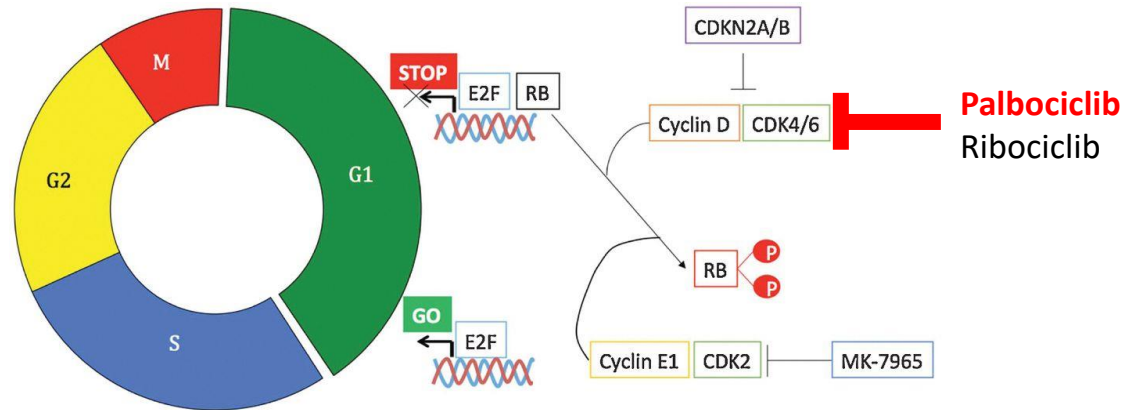 M
G1
G2
S
STOP
E2F
RB
CDKN2A/B
Cyclin D
CDK4/6
Palbociclib
Ribociclib
RB
P
P
GO
E2F
Cyclin E1
CDK2
MK-7965